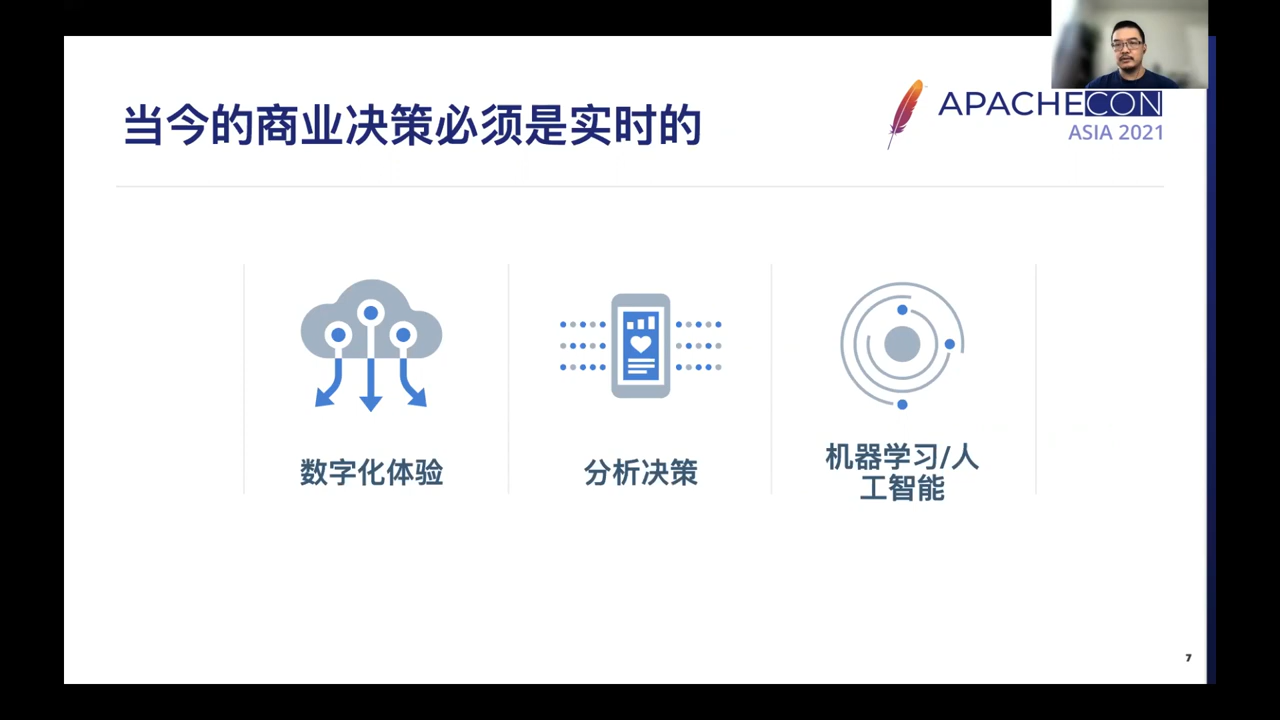 当今的商业决策必须是实时的
APACHECON
ASIA 2021
数字化体验
分析决策
机器学习/人
工智能
7